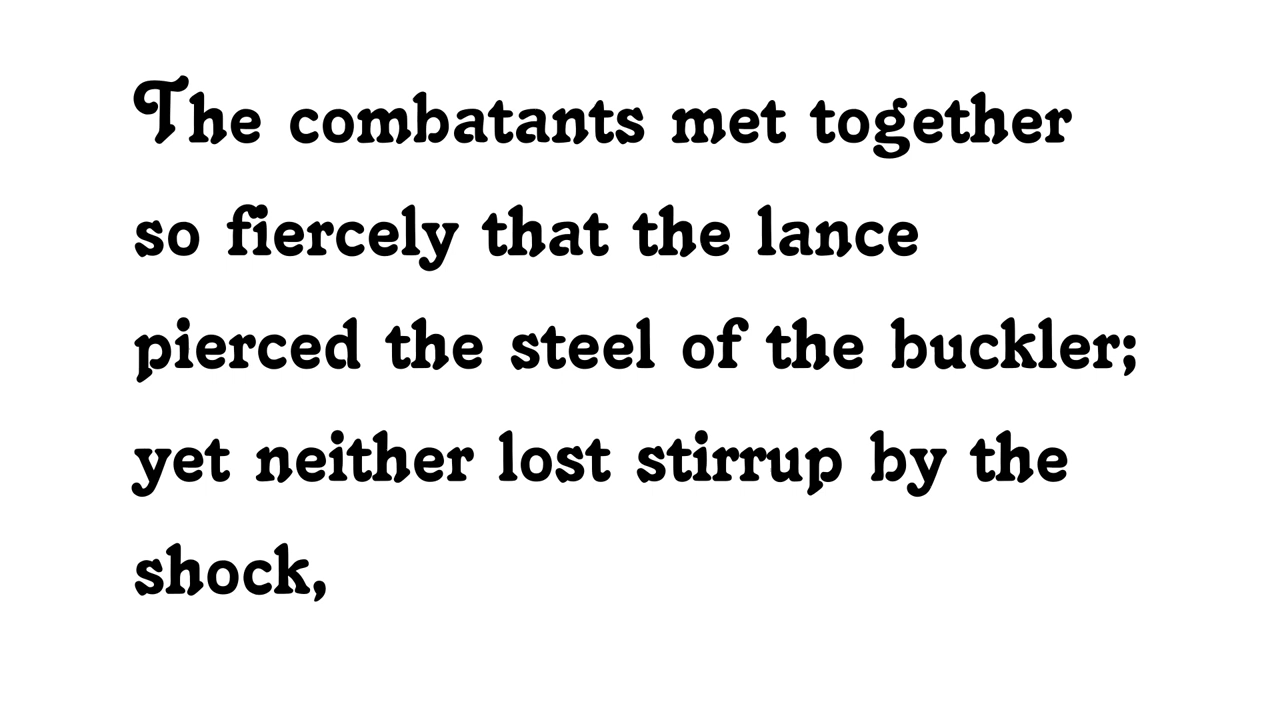 The combatants met together
so fiercely that the lance
pierced the steel of the buckler;
yet neither lost stirrup by the
shock,